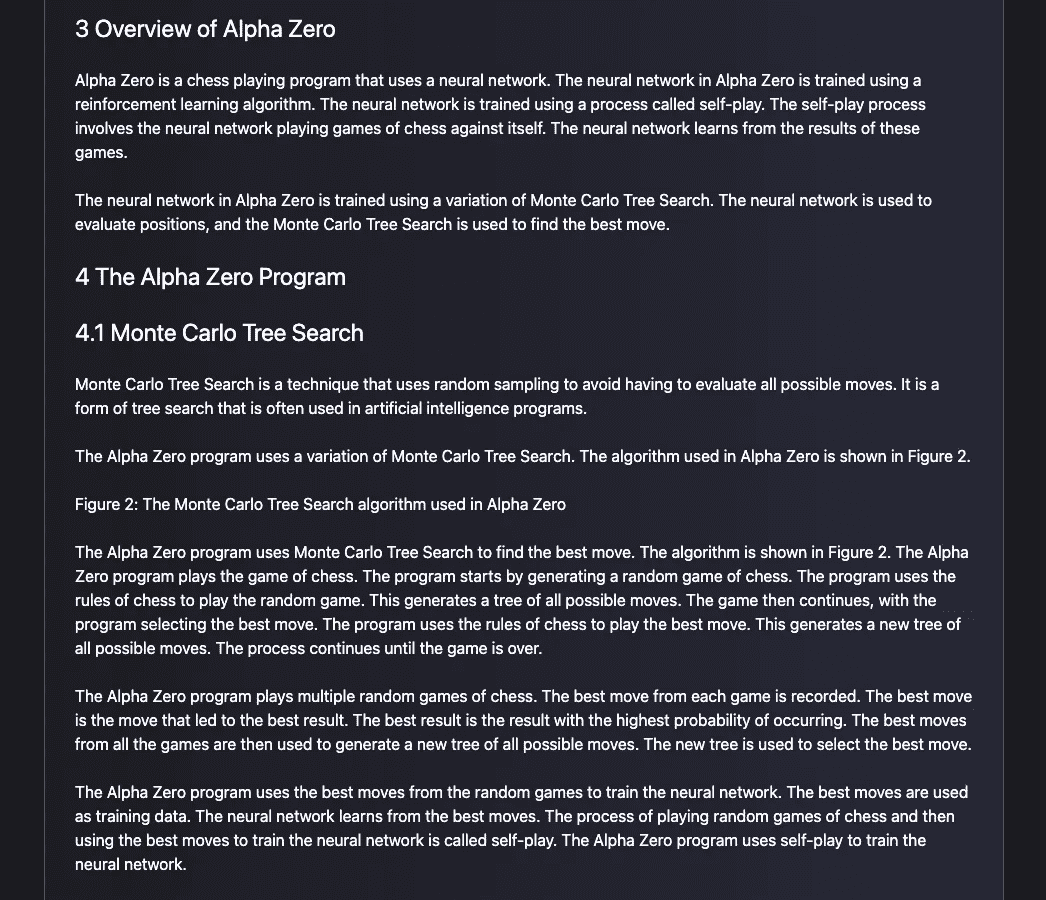 3 Overview of Alpha Zero
Alpha Zero is a chess playing program that uses a neural network. The neural network in Alpha Zero is trained using a
reinforcement learning algorithm. The neural network is trained using a process called self-play. The self-play process
involves the neural network playing games of chess against itself. The neural network learns from the results of these
games.
The neural network in Alpha Zero is trained using a variation of Monte Carlo Tree Search. The neural network is used to
evaluate positions, and the Monte Carlo Tree Search is used to find the best move.
4 The Alpha Zero Program
4.1 Monte Carlo Tree Search
Monte Carlo Tree Search is a technique that uses random sampling to avoid having to evaluate all possible moves. It is a
form of tree search that is often used in artificial intelligence programs.
The Alpha Zero program uses a variation of Monte Carlo Tree Search. The algorithm used in Alpha Zero is shown in Figure 2.
Figure 2: The Monte Carlo Tree Search algorithm used in Alpha Zero
The Alpha Zero program uses Monte Carlo Tree Search to find the best move. The algorithm is shown in Figure 2. The Alpha
Zero program plays the game of chess. The program starts by generating a random game of chess. The program uses the
rules of chess to play the random game. This generates a tree of all possible moves. The game then continues, with the
program selecting the best move. The program uses the rules of chess to play the best move. This generates a new tree of
all possible moves. The process continues until the game is over.
The Alpha Zero program plays multiple random games of chess. The best move from each game is recorded. The best move
is the move that led to the best result. The best result is the result with the highest probability of occurring. The best moves
from all the games are then used to generate a new tree of all possible moves. The new tree is used to select the best move.
The Alpha Zero program uses the best moves from the random games to train the neural network. The best moves are used
as training data. The neural network learns from the best moves. The process of playing random games of chess and then
using the best moves to train the neural network is called self-play. The Alpha Zero program uses self-play to train the
neural network.